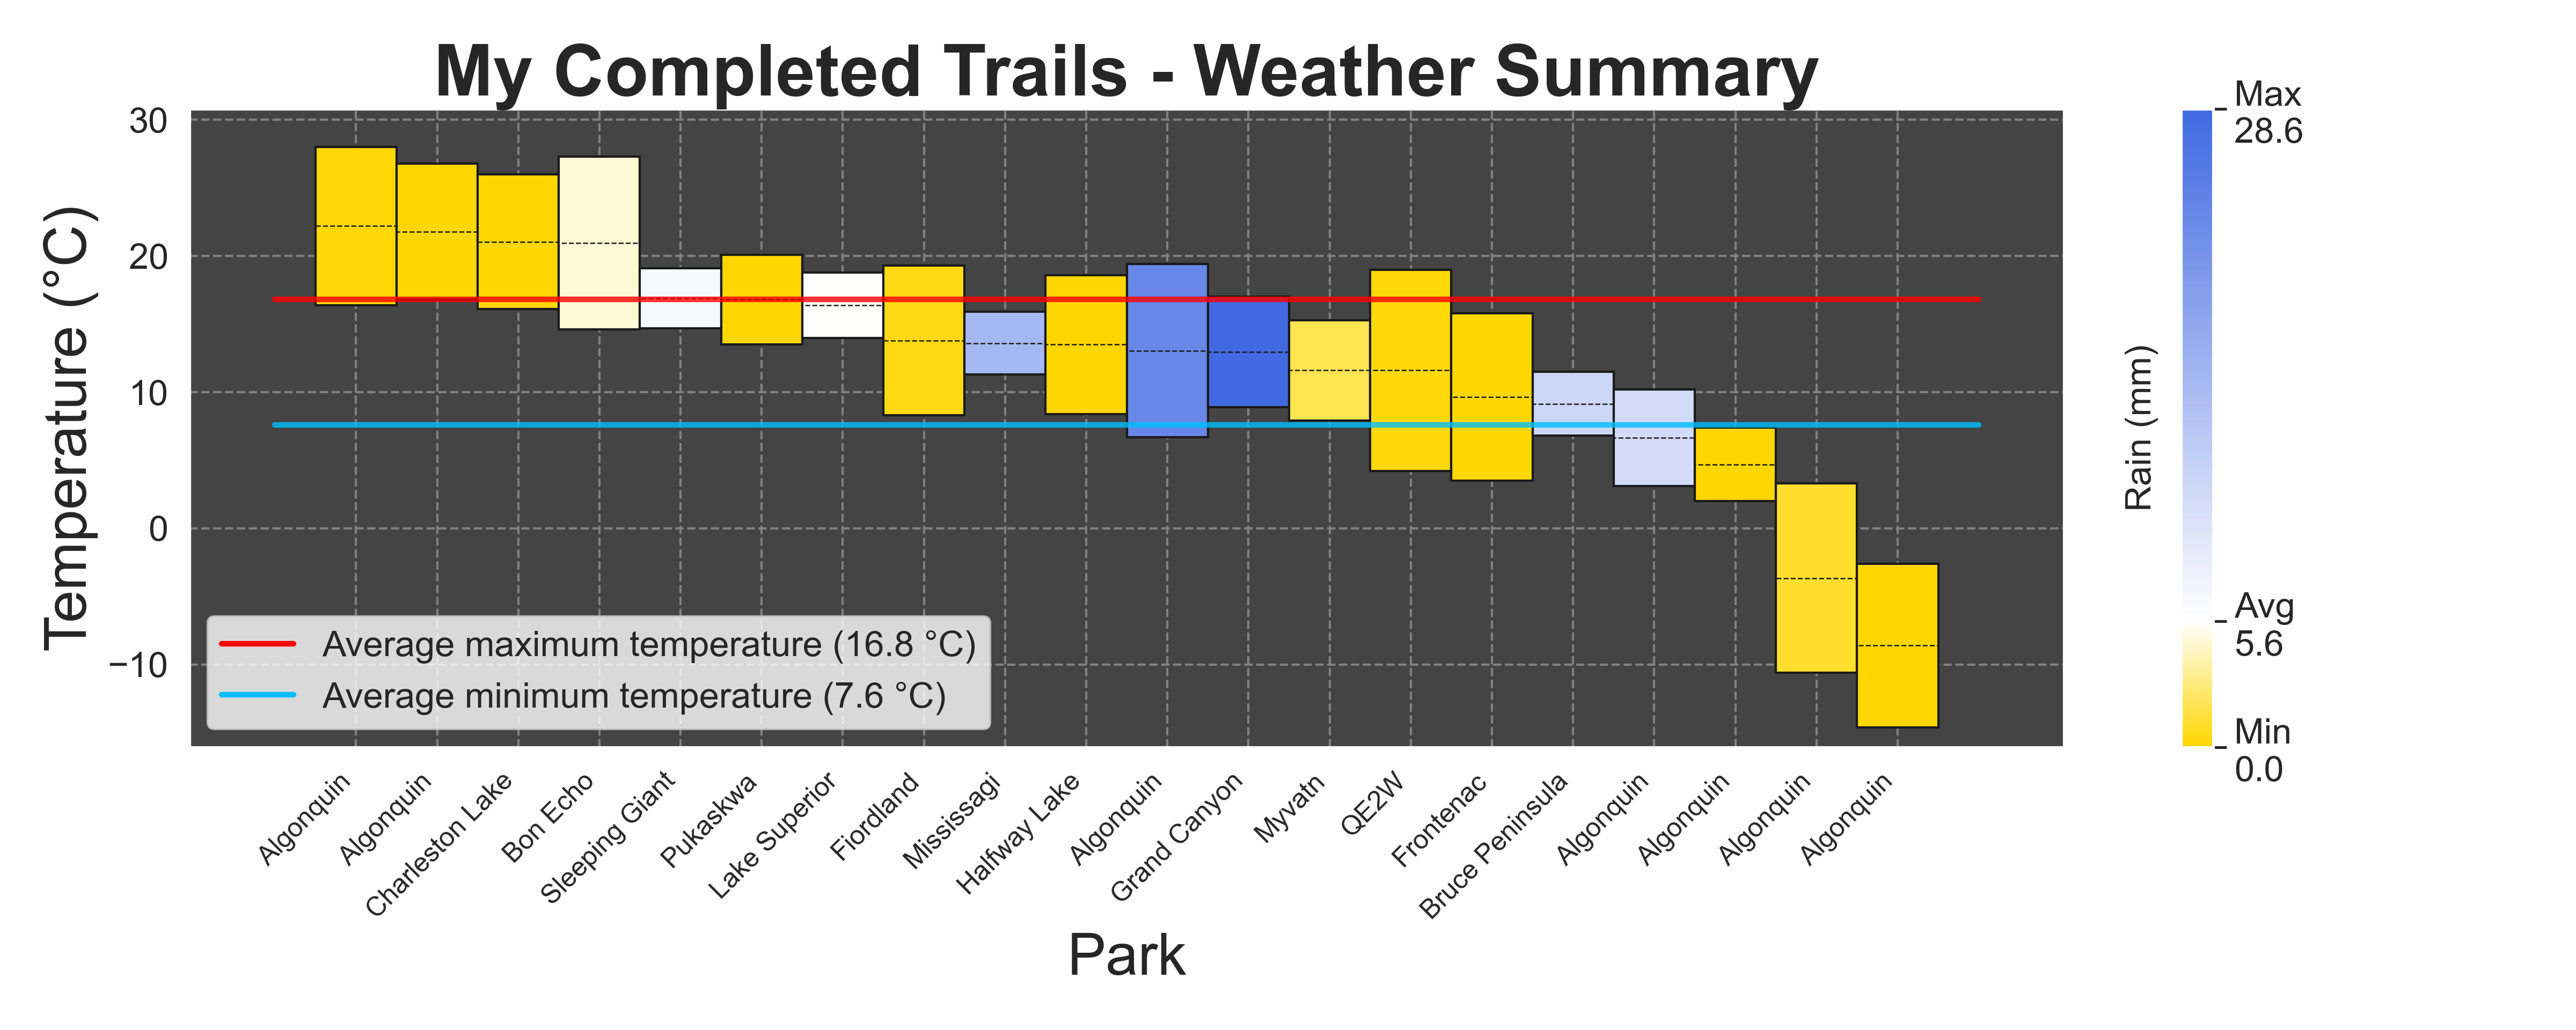 My Completed Trails - Weather Summary
Temperature (°C)
30
20
10
0
−10
Average maximum temperature (16.8 °C)
Average minimum temperature (7.6 °C)
Algonquin
Algonquin
Charleston Lake
Bon Echo
Sleeping Giant
Pukaskwa
Lake Superior
Fiordland
Mississagi
Halfway Lake
Algonquin
Grand Canyon
Myvatn
QE2W
Frontenac
Bruce Peninsula
Algonquin
Algonquin
Algonquin
Algonquin
Park
Rain (mm)
Max
28.6
Avg
5.6
Min
0.0